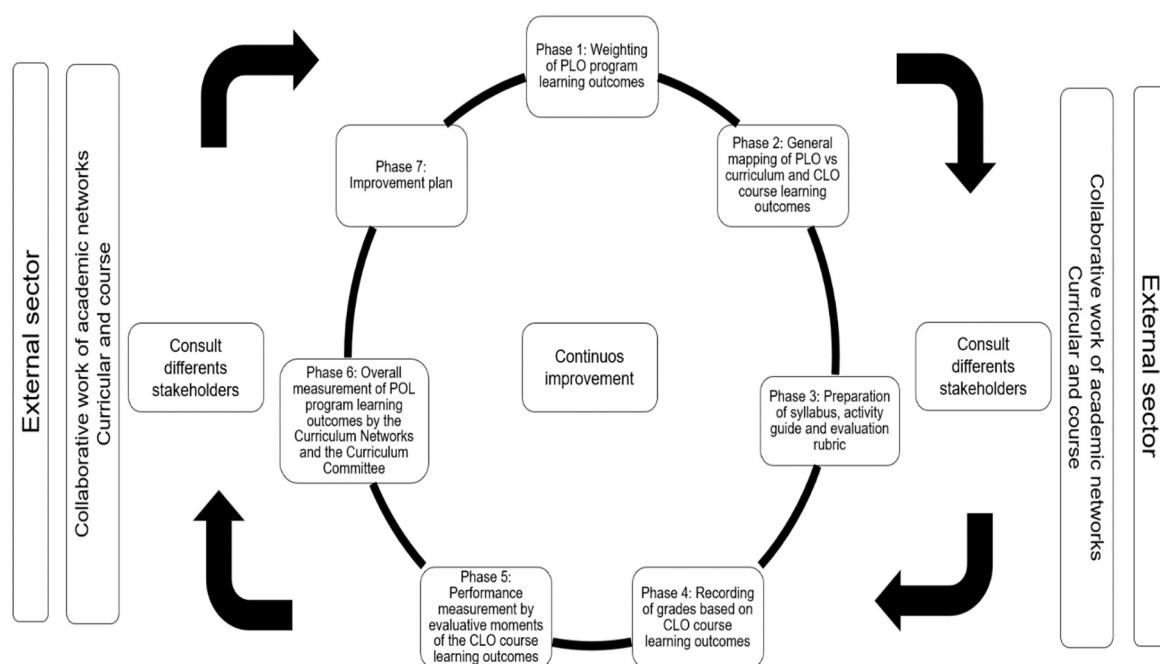 External sector
Collaborative work of academic networks
Curricular and course
Consult
differents
stakeholders
Phase 1: Weighting
of PLO program
learning outcomes
Phase 2: General
mapping of PLO vs
curriculum and CLO
course learning
outcomes
Phase 3: Preparation
of syllabus, activity
guide and evaluation
rubric
Phase 4: Recording
of grades based on
CLO course
learning outcomes
Phase 5:
Performance
measurement by
evaluative moments
of the CLO course
learning outcomes
Phase 6: Overall
measurement of POL
program learning
outcomes by the
Curriculum Networks
and the Curriculum
Committee
Phase 7:
Improvement plan
Continuos
improvement
Consult
differents
stakeholders
Collaborative work of academic networks
Curricular and course
External sector